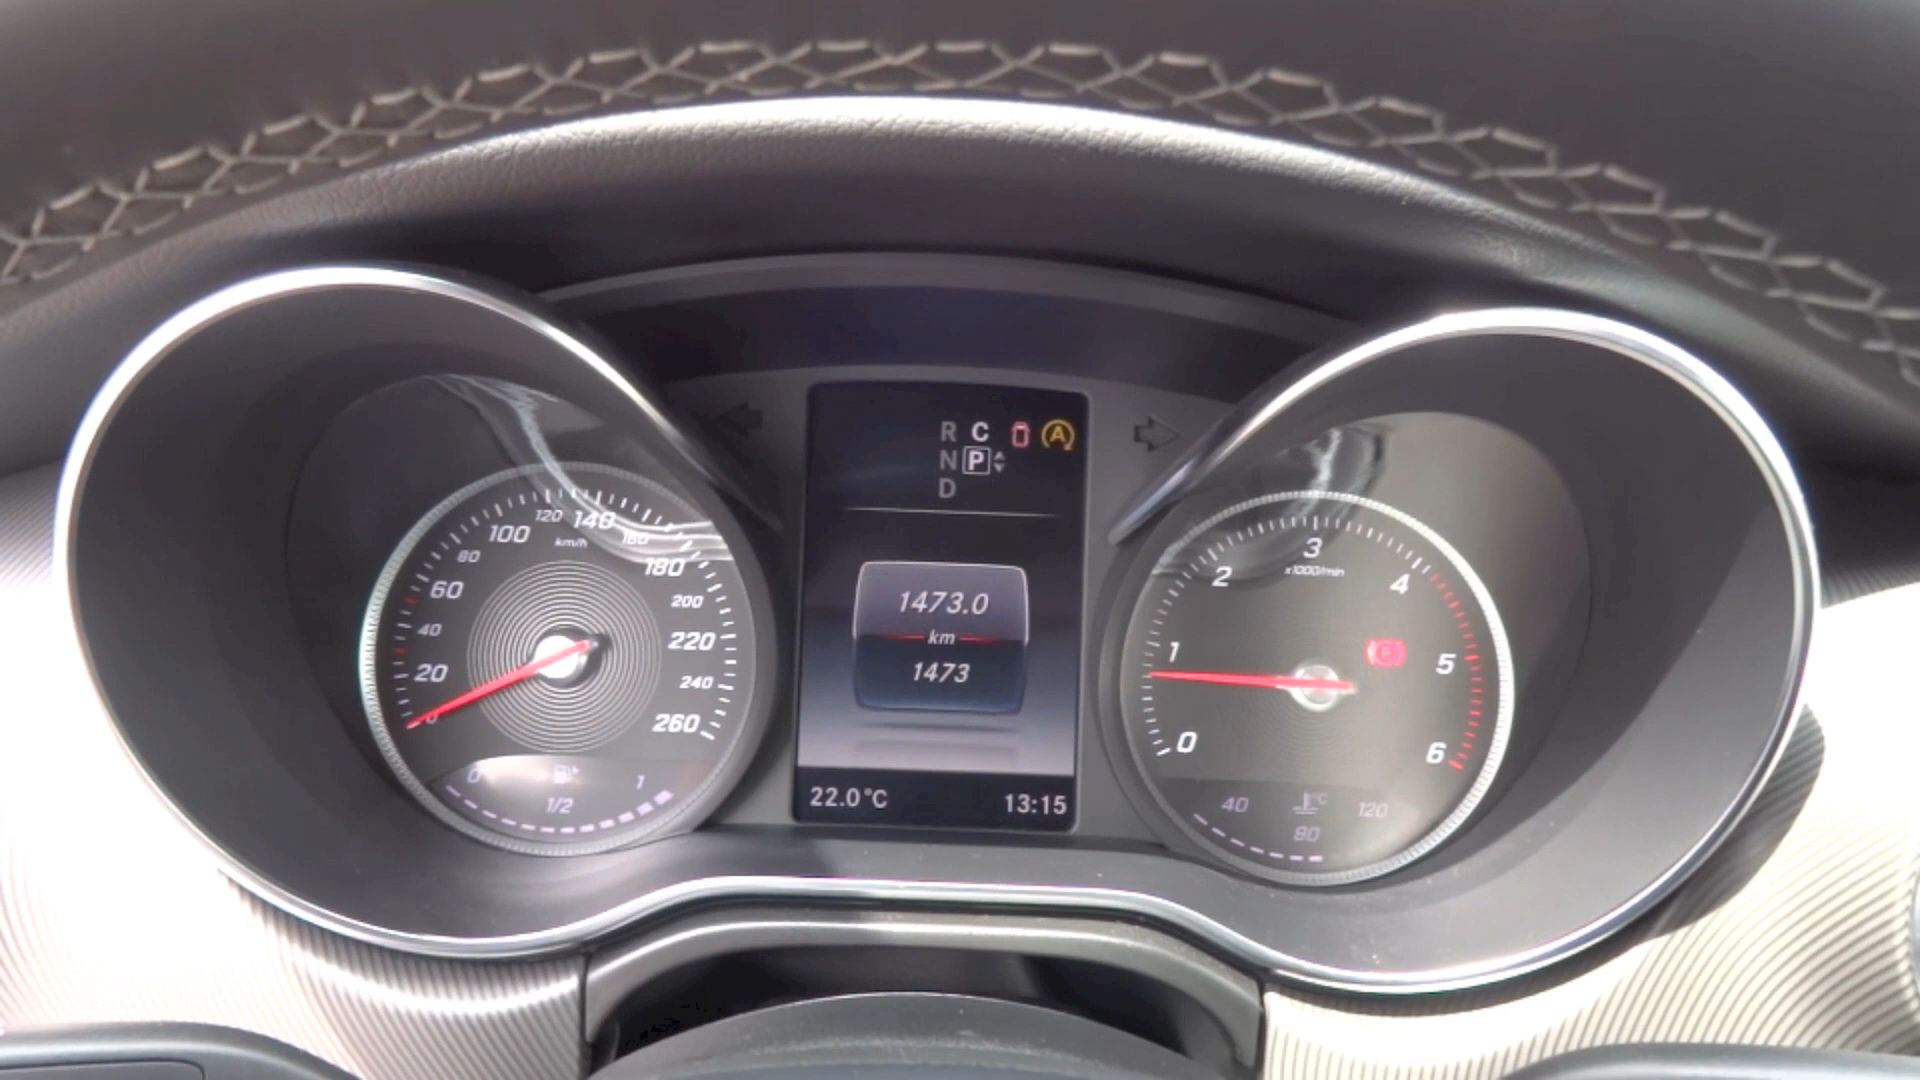 R C
N P
D
1473.0
km
1473
22.0°C 13:15
0 20 40 60 80 100 120 140 160 180 200 220 240 260
km/h
0 1/2 1
0 1 2 3 4 5 6
x1000/min
40 80 120
°C
(P)
A